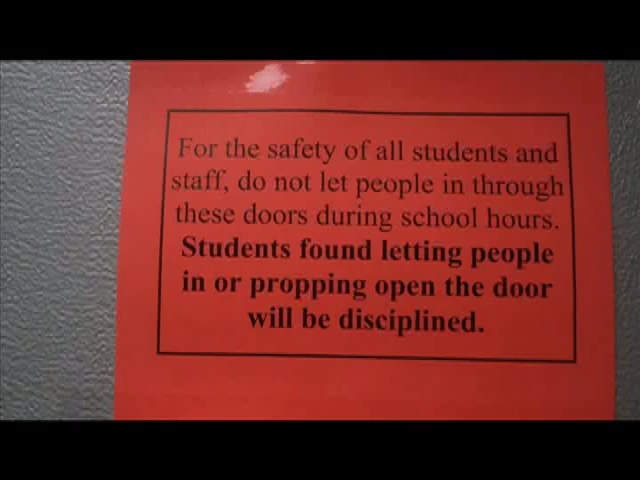 For the safety of all students and
staff, do not let people in through
these doors during school hours.
Students found letting people
in or propping open the door
will be disciplined.